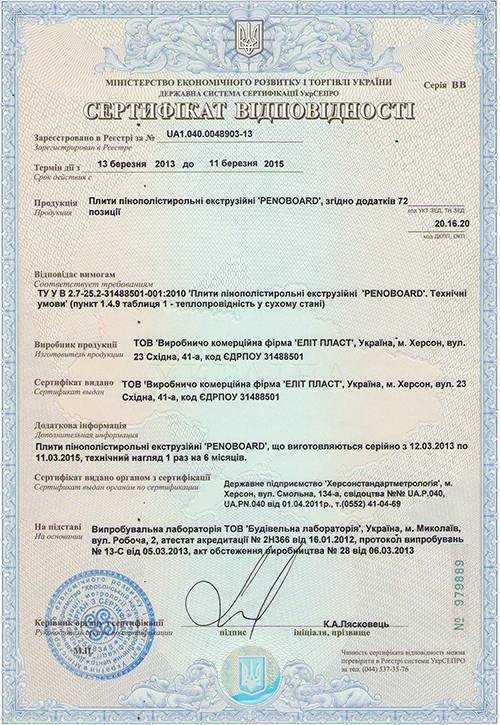 МІНІСТЕРСТВО ЕКОНОМІЧНОГО РОЗВИТКУ І ТОРГІВЛІ УКРАЇНИ
ДЕРЖАВНА СИСТЕМА СЕРТИФІКАЦІЇ УкрСЕПРО
Серія ВВ
СЕРТИФІКАТ ВІДПОВІДНОСТІ
Зареєстровано в Реєстрі за № UA1.040.0048903-13
Зарегистрирован в Реестре
Термін дії з 13 березня 2013 до 11 березня 2015
Срок действия с
Продукція Плити пінополістирольні екструзійні 'PENOBOARD', згідно додатків 72
Продукция позиції
код УКТ ЗЕД, ТН ЗЕД
20.16.20
код ДКПП, ОКП
Відповідає вимогам
Соответствует требованиям
ТУ У В 2.7-25.2-31488501-001:2010 'Плити пінополістирольні екструзійні 'PENOBOARD'. Технічні
умови' (пункт 1.4.9 таблиця 1 - теплопровідність у сухому стані)
Виробник продукції ТОВ 'Виробничо комерційна фірма 'ЕЛІТ ПЛАСТ', Україна, м. Херсон, вул.
Изготовитель продукции 23 Східна, 41-а, код ЄДРПОУ 31488501
Сертифікат видано ТОВ 'Виробничо комерційна фірма 'ЕЛІТ ПЛАСТ', Україна, м. Херсон, вул. 23
Сертификат выдан Східна, 41-а, код ЄДРПОУ 31488501
Додаткова інформація
Дополнительная информация
Плити пінополістирольні екструзійні 'PENOBOARD', що виготовляються серійно з 12.03.2013 по
11.03.2015, технічний нагляд 1 раз на 6 місяців.
Сертифікат видано органом з сертифікації Державне підприємство 'Херсонстандартметрологія', м.
Сертификат выдан органом по сертификации Херсон, вул. Смольна, 134-а, свідоцтва №№ UA.P.040,
UA.PN.040 від 01.04.2011р., т.(0552) 41-04-69
На підставі Випробувальна лабораторія ТОВ 'Будівельна лабораторія', Україна, м. Миколаїв,
На основании вул. Робоча, 2, атестат акредитації № 2Н366 від 16.01.2012, протокол випробувань
№ 13-С від 05.03.2013, акт обстеження виробництва № 28 від 06.03.2013
№ 979889
Керівник органу з сертифікації К.А.Лясковець
Руководитель органа по сертификации підпис ініціали, прізвище
М.П.
Чинність сертифіката відповідності можна
перевірити в Реєстрі системи УкрСЕПРО
за тел. (044) 537-35-76